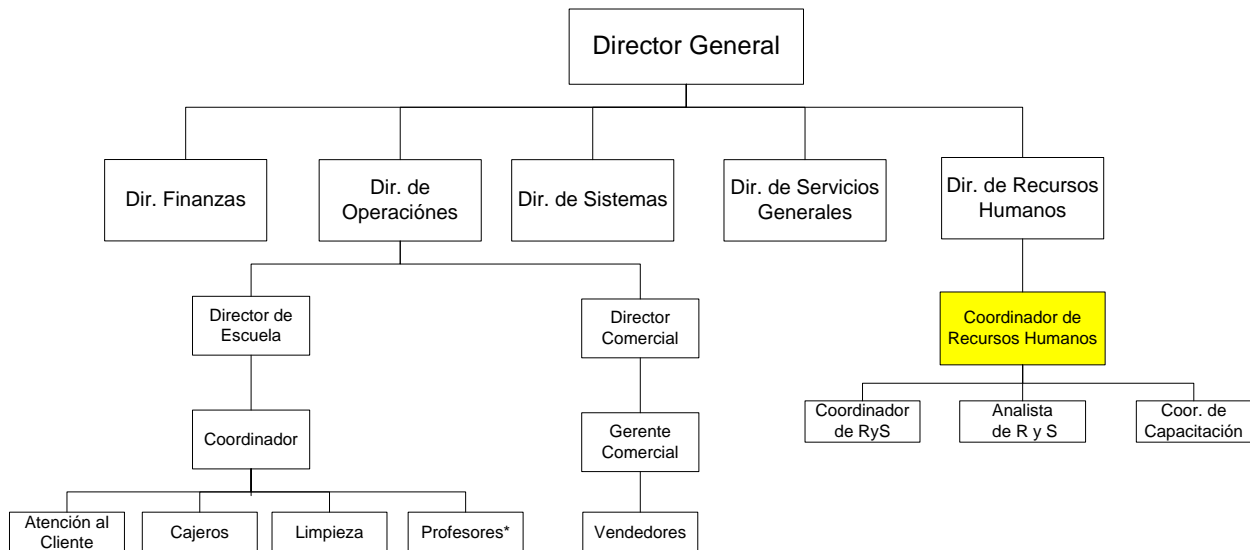 Director General
Dir. Finanzas
Dir. de
Operaciónes
Dir. de Sistemas
Dir. de Servicios
Generales
Dir. de Recursos
Humanos
Director de
Escuela
Director
Comercial
Coordinador de
Recursos Humanos
Coordinador
de RyS
Analista
de R y S
Coor. de
Capacitación
Coordinador
Gerente
Comercial
Atención al
Cliente
Cajeros
Limpieza
Profesores*
Vendedores